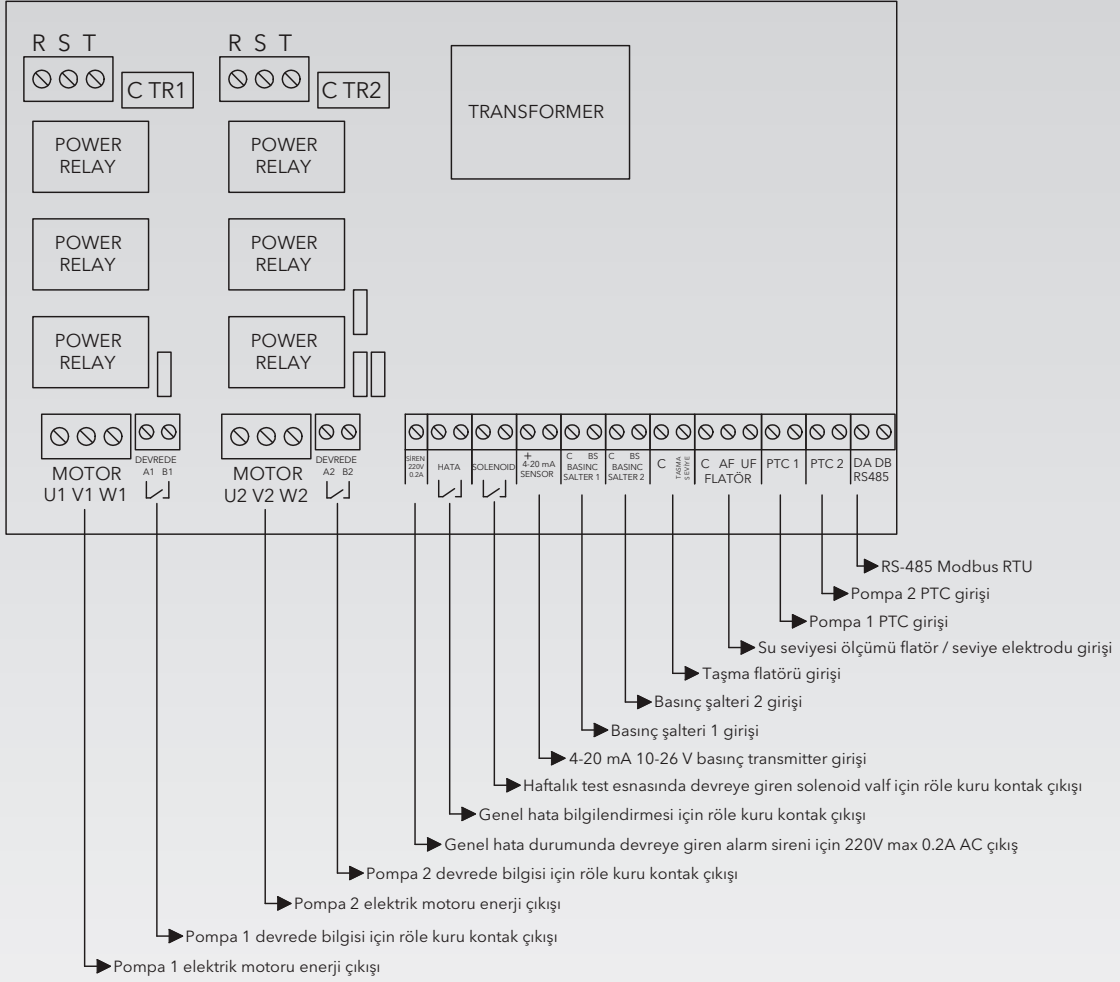 R S T
R S T
C TR1
C TR2
TRANSFORMER
POWER
RELAY
POWER
RELAY
POWER
RELAY
POWER
RELAY
POWER
RELAY
POWER
RELAY
MOTOR
U1 V1 W1
DEVREDE
A1 B1
MOTOR
U2 V2 W2
DEVREDE
A2 B2
SİREN
220V
0.2A
HATA
SOLENOID
+
4-20 mA
SENSOR
C BS
BASINC
SALTER 1
C BS
BASINC
SALTER 2
C
TASMA
SEVİYE
C AF UF
FLATÖR
PTC 1
PTC 2
DA DB
RS485
RS-485 Modbus RTU
Pompa 2 PTC girişi
Pompa 1 PTC girişi
Su seviyesi ölçümü flatör / seviye elektrodu girişi
Taşma flatörü girişi
Basınç şalteri 2 girişi
Basınç şalteri 1 girişi
4-20 mA 10-26 V basınç transmitter girişi
Haftalık test esnasında devreye giren solenoid valf için röle kuru kontak çıkışı
Genel hata bilgilendirmesi için röle kuru kontak çıkışı
Genel hata durumunda devreye giren alarm sireni için 220V max 0.2A AC çıkış
Pompa 2 devrede bilgisi için röle kuru kontak çıkışı
Pompa 2 elektrik motoru enerji çıkışı
Pompa 1 devrede bilgisi için röle kuru kontak çıkışı
Pompa 1 elektrik motoru enerji çıkışı